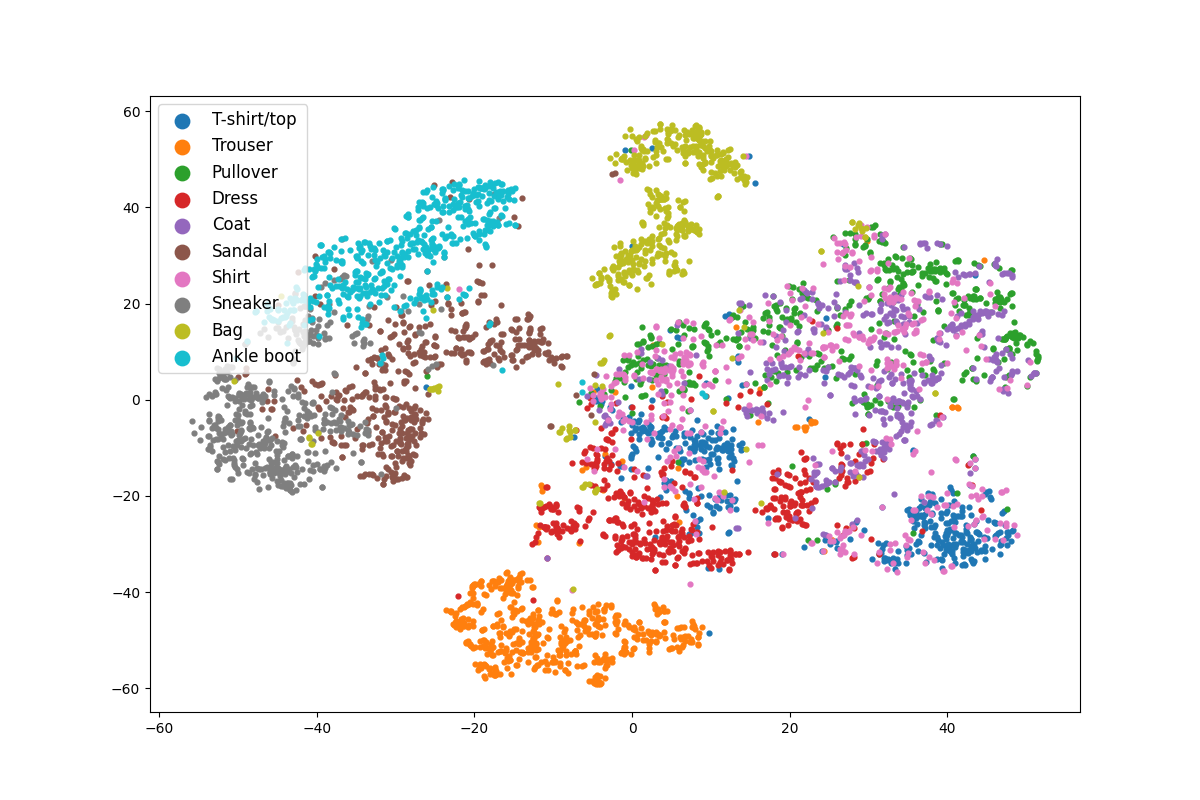 T-shirt/top
Trouser
Pullover
Dress
Coat
Sandal
Shirt
Sneaker
Bag
Ankle boot
60
40
20
0
−20
−40
−60
−60 −40 −20 0 20 40